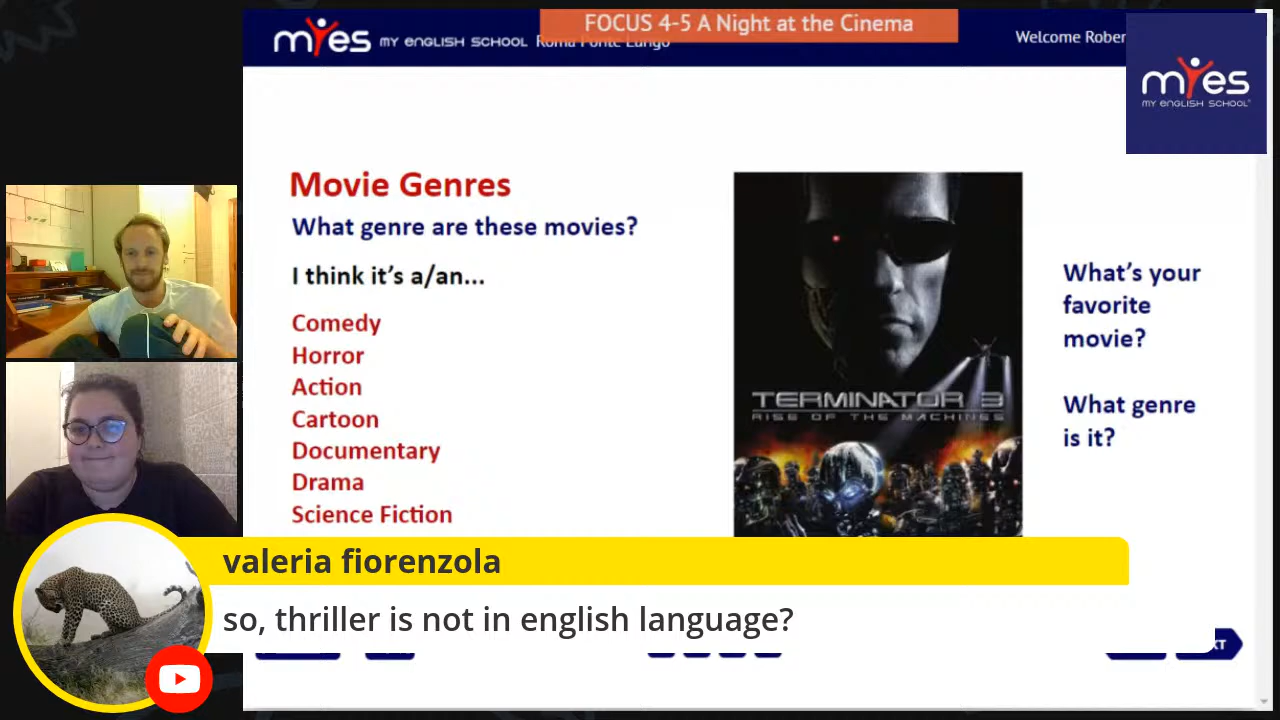 FOCUS 4-5 A Night at the Cinema
myes MY ENGLISH SCHOOL Roma Ponte Lungo
Welcome Rober
myes
MY ENGLISH SCHOOL
Movie Genres
What genre are these movies?
I think it's a/an...
Comedy
Horror
Action
Cartoon
Documentary
Drama
Science Fiction
TERMINATOR 3
RISE OF THE MACHINES
What's your
favorite
movie?
What genre
is it?
valeria fiorenzola
so, thriller is not in english language?
XT